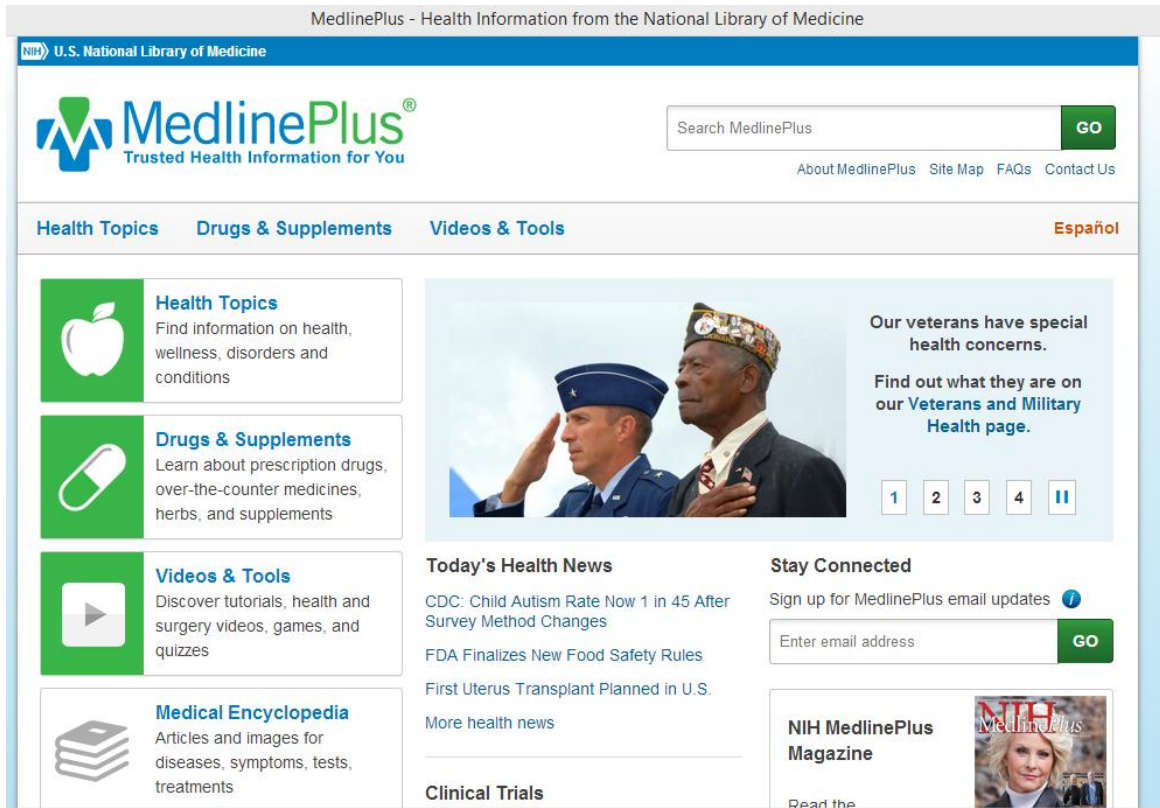 MedlinePlus - Health Information from the National Library of Medicine
NIH U.S. National Library of Medicine
MedlinePlus®
Trusted Health Information for You
Search MedlinePlus
GO
About MedlinePlus Site Map FAQs Contact Us
Health Topics Drugs & Supplements Videos & Tools Español
Health Topics
Find information on health,
wellness, disorders and
conditions
Drugs & Supplements
Learn about prescription drugs,
over-the-counter medicines,
herbs, and supplements
Videos & Tools
Discover tutorials, health and
surgery videos, games, and
quizzes
Medical Encyclopedia
Articles and images for
diseases, symptoms, tests,
treatments
Our veterans have special
health concerns.
Find out what they are on
our Veterans and Military
Health page.
1 2 3 4
Today's Health News
CDC: Child Autism Rate Now 1 in 45 After
Survey Method Changes
FDA Finalizes New Food Safety Rules
First Uterus Transplant Planned in U.S.
More health news
Clinical Trials
Stay Connected
Sign up for MedlinePlus email updates i
Enter email address
GO
NIH MedlinePlus
Magazine
Read the
NIH
MedlinePlus